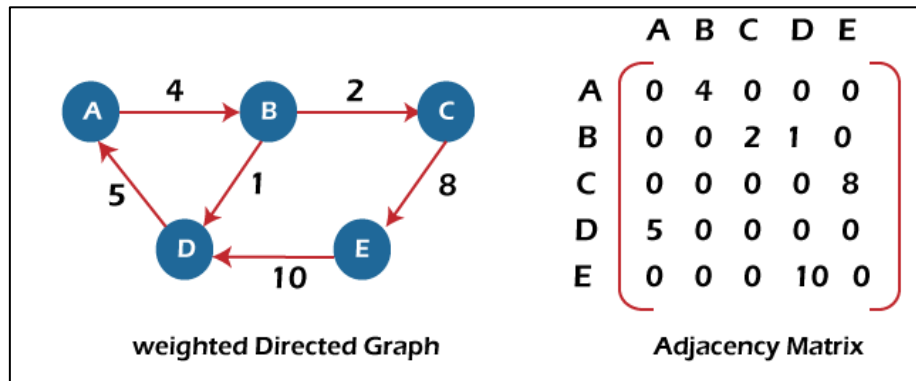 A 4 B 2 C
5 1 8
D 10 E
weighted Directed Graph
A B C D E
A 0 4 0 0 0
B 0 0 2 1 0
C 0 0 0 0 8
D 5 0 0 0 0
E 0 0 0 10 0
Adjacency Matrix